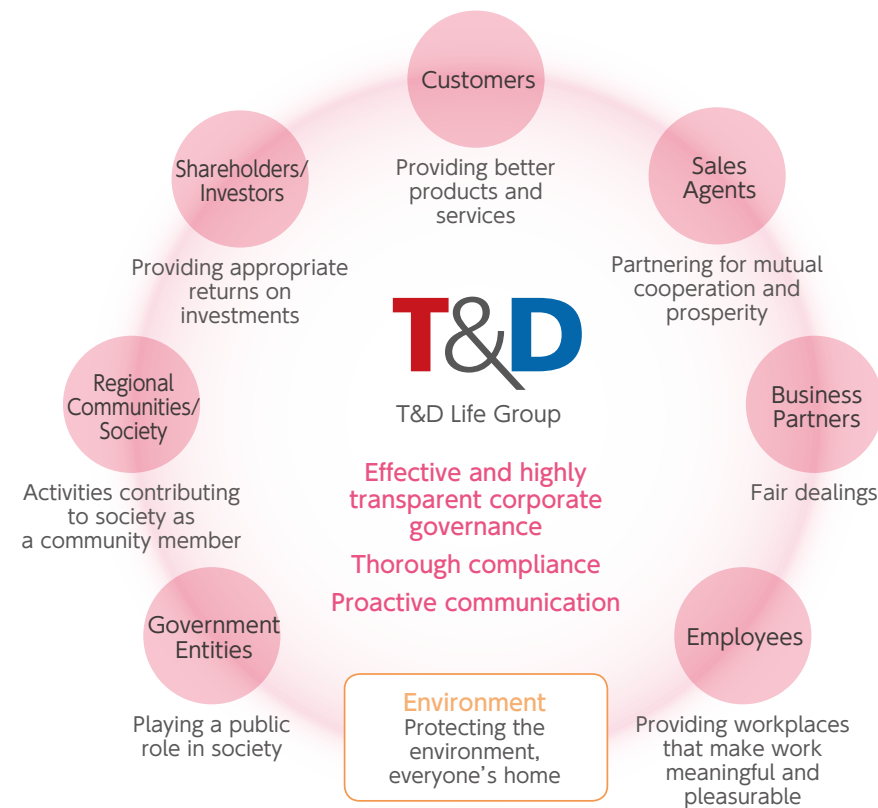 Customers
Providing better
products and
services
Shareholders/
Investors
Providing appropriate
returns on
investments
Sales
Agents
Partnering for mutual
cooperation and
prosperity
T&D
T&D Life Group
Regional
Communities/
Society
Activities contributing
to society as
a community member
Business
Partners
Fair dealings
Effective and highly
transparent corporate
governance
Thorough compliance
Proactive communication
Government
Entities
Playing a public
role in society
Employees
Providing workplaces
that make work
meaningful and
pleasurable
Environment
Protecting the
environment,
everyone’s home